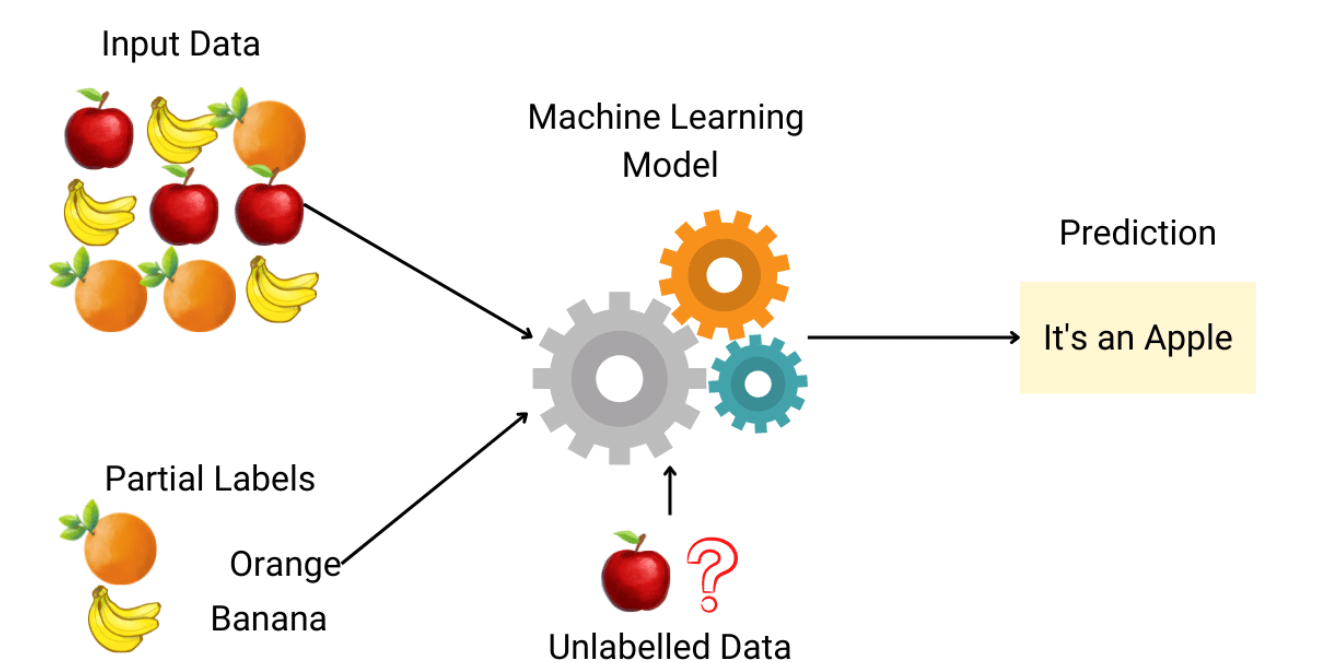 Input Data
Machine Learning
Model
Prediction
It's an Apple
Partial Labels
Orange
Banana
Unlabelled Data